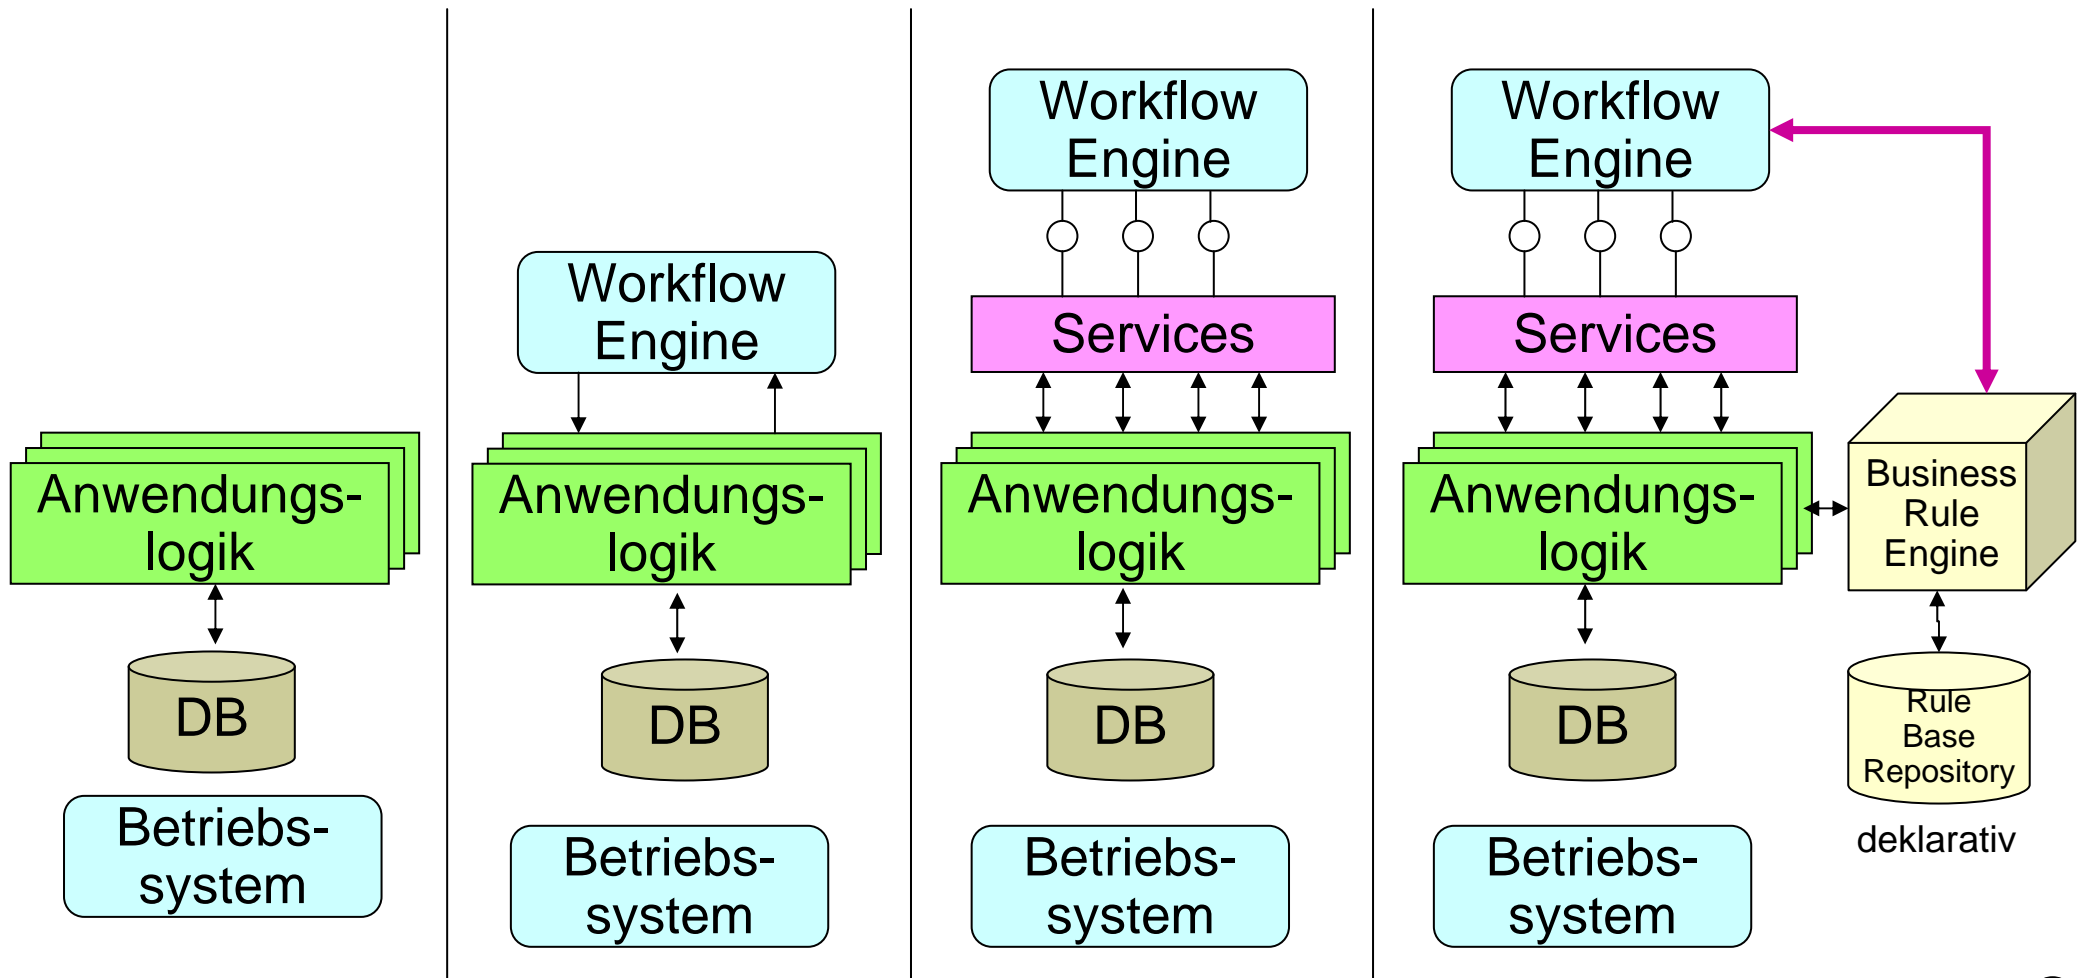 Anwendungs-
logik
DB
Betriebs-
system
Workflow
Engine
Anwendungs-
logik
DB
Betriebs-
system
Workflow
Engine
Services
Anwendungs-
logik
DB
Betriebs-
system
Workflow
Engine
Services
Anwendungs-
logik
DB
Betriebs-
system
Business
Rule
Engine
Rule
Base
Repository
deklarativ